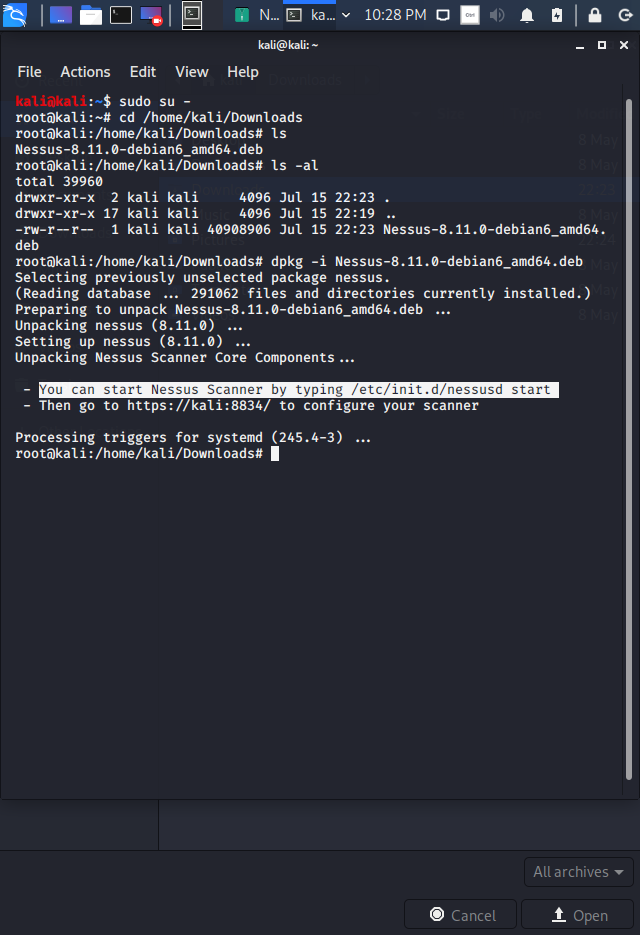 N... ka... 10:28 PM
kali@kali: ~
File Actions Edit View Help
kali@kali:~$ sudo su -
root@kali:~# cd /home/kali/Downloads
root@kali:/home/kali/Downloads# ls
Nessus-8.11.0-debian6_amd64.deb
root@kali:/home/kali/Downloads# ls -al
total 39960
drwxr-xr-x  2 kali kali     4096 Jul 15 22:23 .
drwxr-xr-x 17 kali kali     4096 Jul 15 22:19 ..
-rw-r--r--  1 kali kali 40908906 Jul 15 22:23 Nessus-8.11.0-debian6_amd64.
deb
root@kali:/home/kali/Downloads# dpkg -i Nessus-8.11.0-debian6_amd64.deb
Selecting previously unselected package nessus.
(Reading database ... 291062 files and directories currently installed.)
Preparing to unpack Nessus-8.11.0-debian6_amd64.deb ...
Unpacking nessus (8.11.0) ...
Setting up nessus (8.11.0) ...
Unpacking Nessus Scanner Core Components...
- You can start Nessus Scanner by typing /etc/init.d/nessusd start
- Then go to https://kali:8834/ to configure your scanner
Processing triggers for systemd (245.4-3) ...
root@kali:/home/kali/Downloads#
All archives
Cancel Open